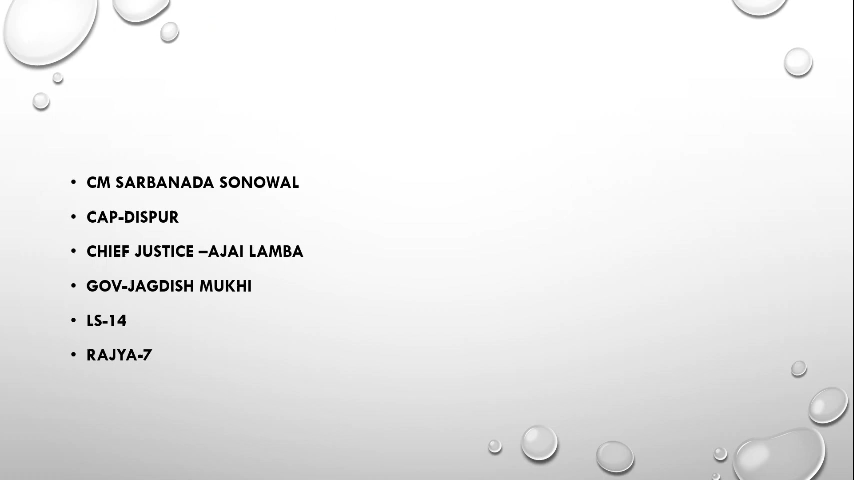 • CM SARBANADA SONOWAL
• CAP-DISPUR
• CHIEF JUSTICE –AJAI LAMBA
• GOV-JAGDISH MUKHI
• LS-14
• RAJYA-7